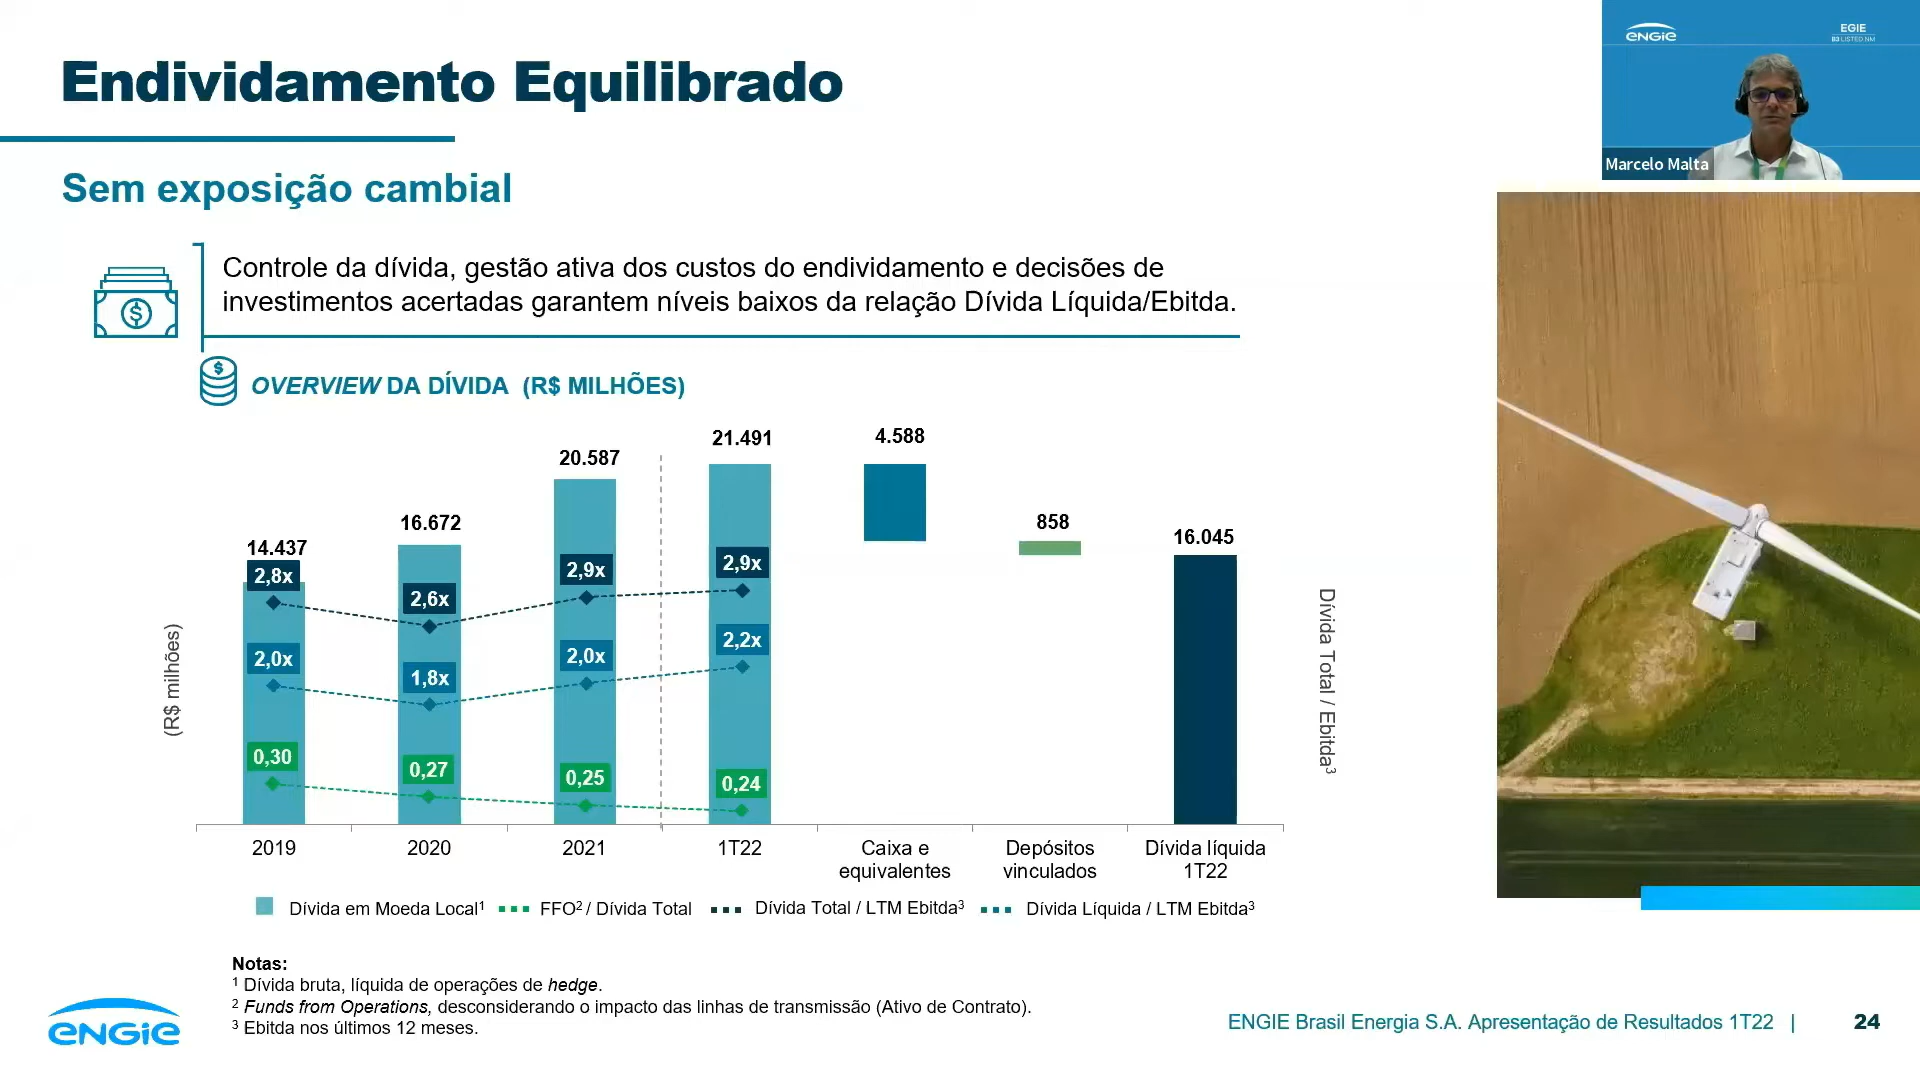 Endividamento Equilibrado
ENGIE
EGIE
B3 LISTED NM
Marcelo Malta
Sem exposição cambial
Controle da dívida, gestão ativa dos custos do endividamento e decisões de
investimentos acertadas garantem níveis baixos da relação Dívida Líquida/Ebitda.
$
$
OVERVIEW DA DÍVIDA (R$ MILHÕES)
14.437
16.672
20.587
21.491
4.588
858
16.045
2,8x
2,6x
2,9x
2,9x
2,0x
1,8x
2,0x
2,2x
0,30
0,27
0,25
0,24
(R$ milhões)
Dívida Total / Ebitda³
2019
2020
2021
1T22
Caixa e
equivalentes
Depósitos
vinculados
Dívida líquida
1T22
Dívida em Moeda Local¹
FFO² / Dívida Total
Dívida Total / LTM Ebitda³
Dívida Líquida / LTM Ebitda³
Notas:
¹ Dívida bruta, líquida de operações de hedge.
² Funds from Operations, desconsiderando o impacto das linhas de transmissão (Ativo de Contrato).
³ Ebitda nos últimos 12 meses.
ENGIE
ENGIE Brasil Energia S.A. Apresentação de Resultados 1T22 |
24